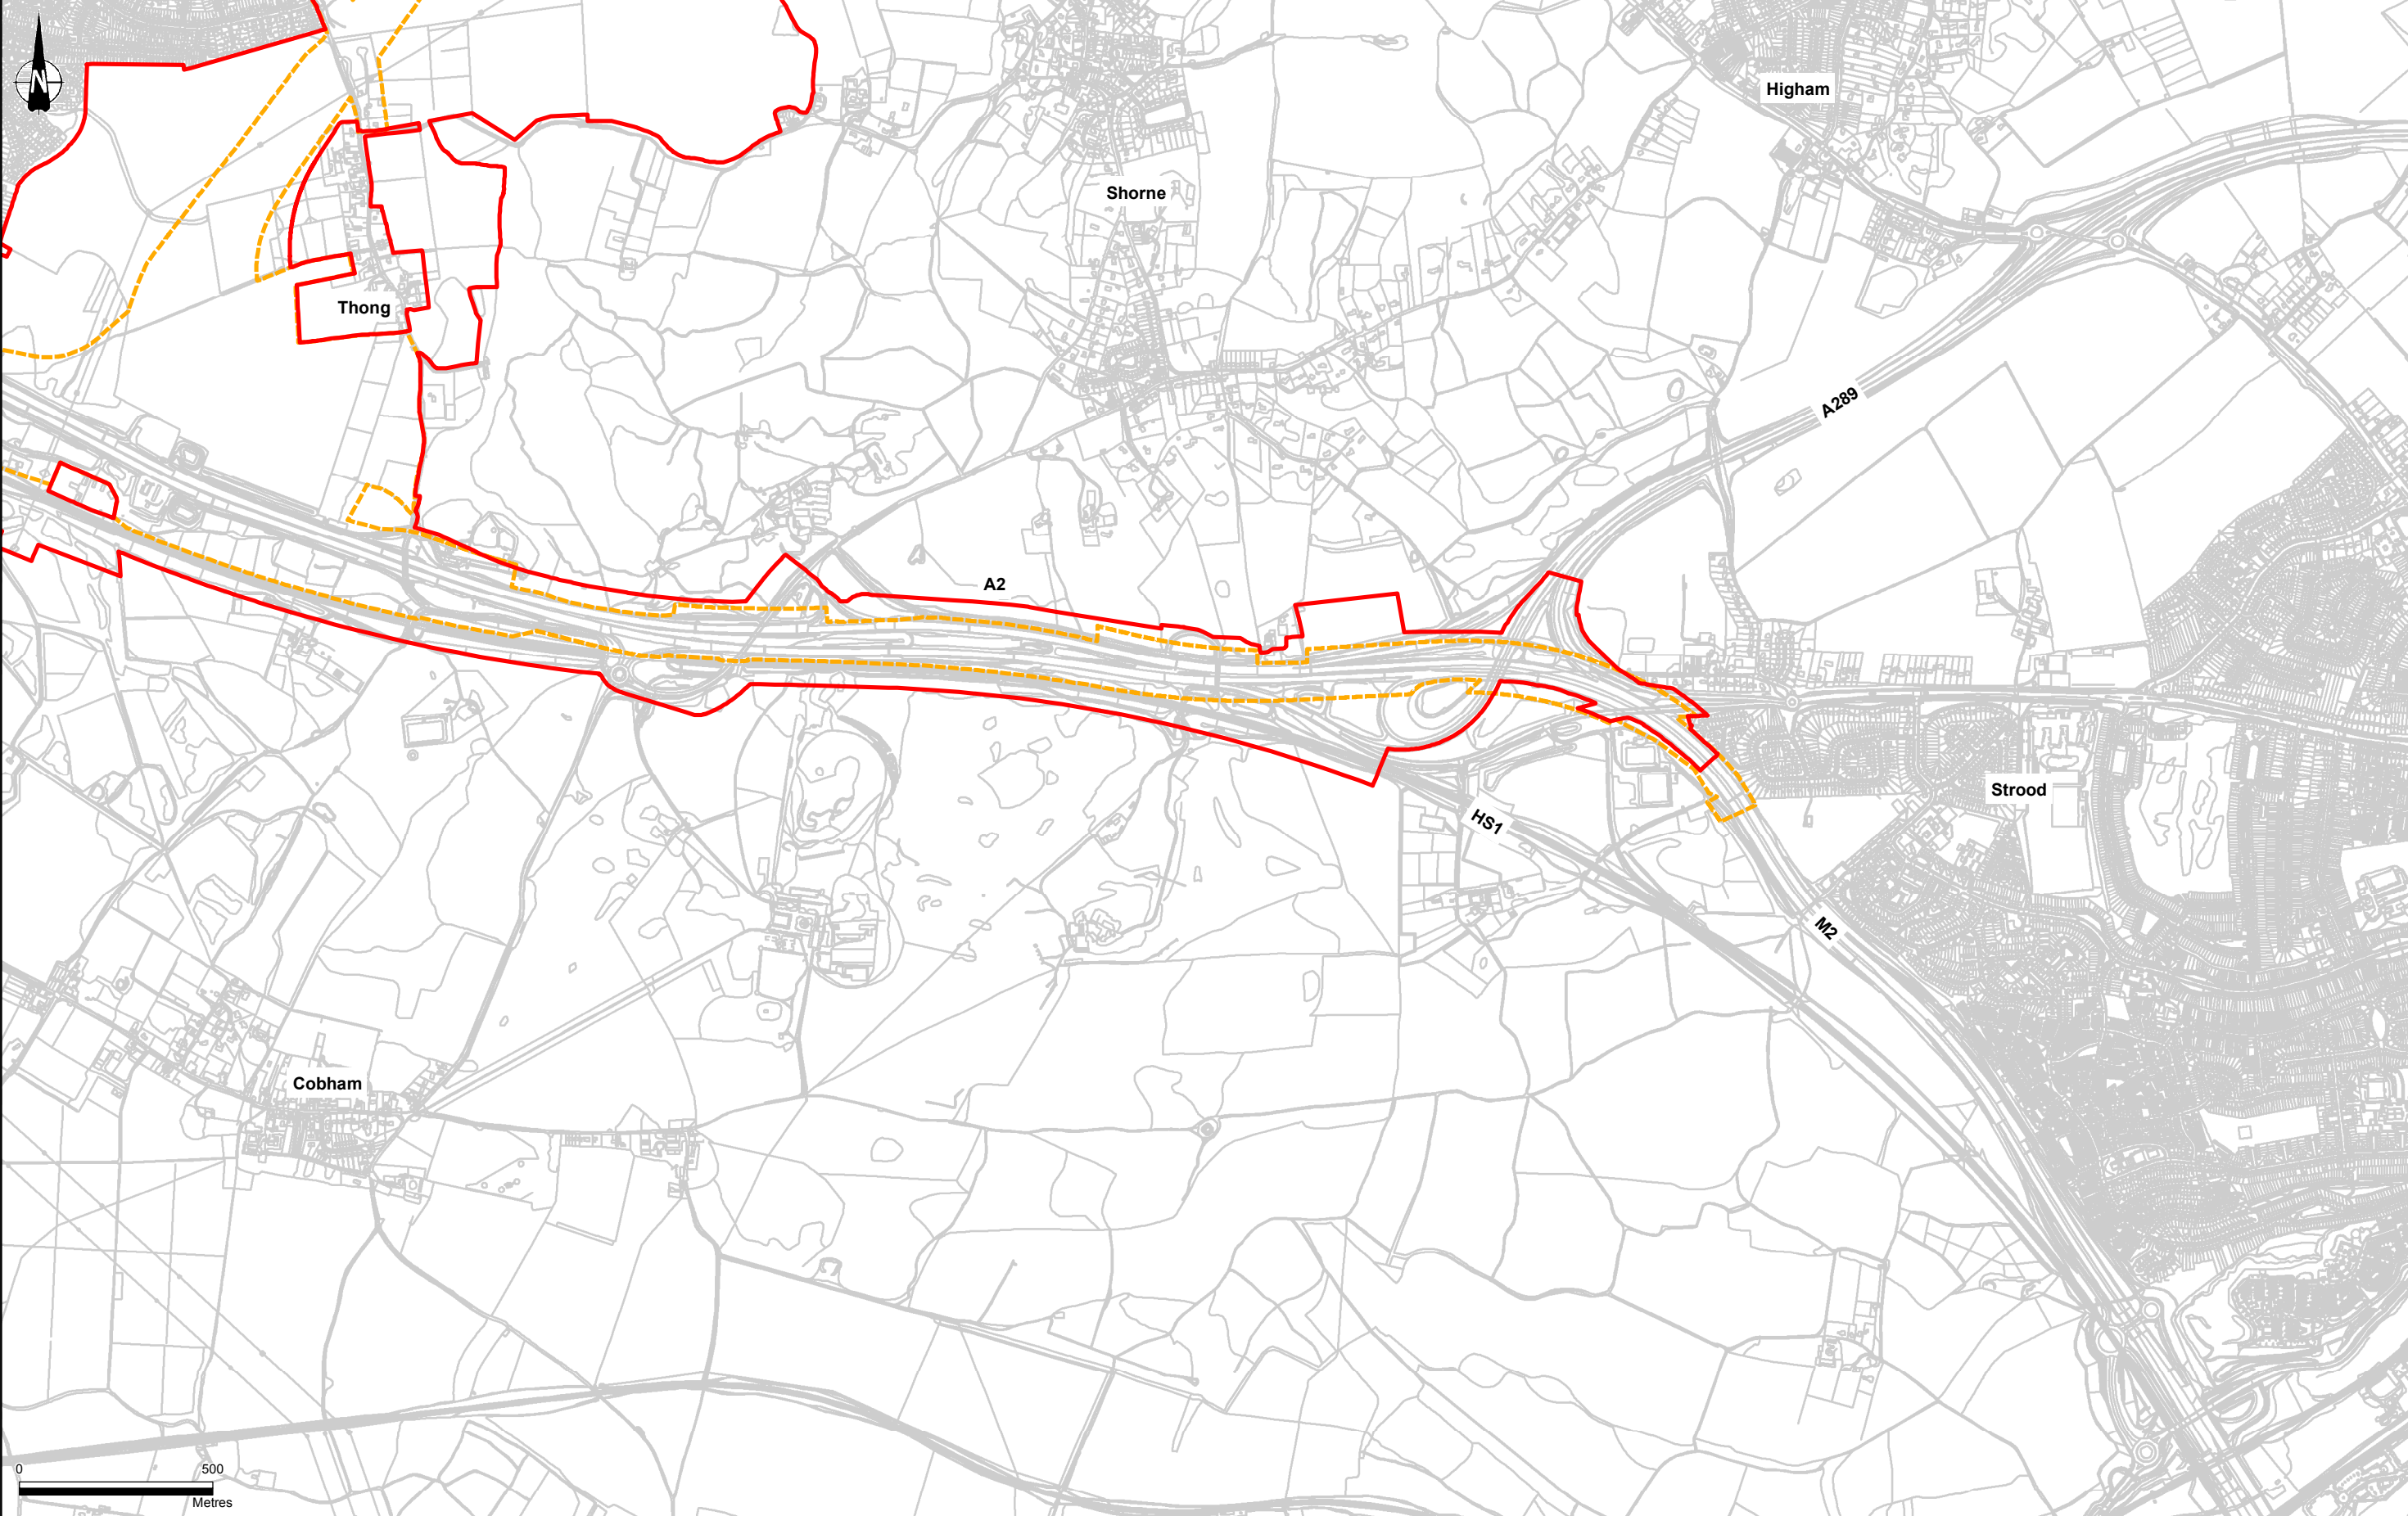 N
Higham
Shorne
Thong
A289
A2
Strood
HS1
M2
Cobham
0 500
Metres